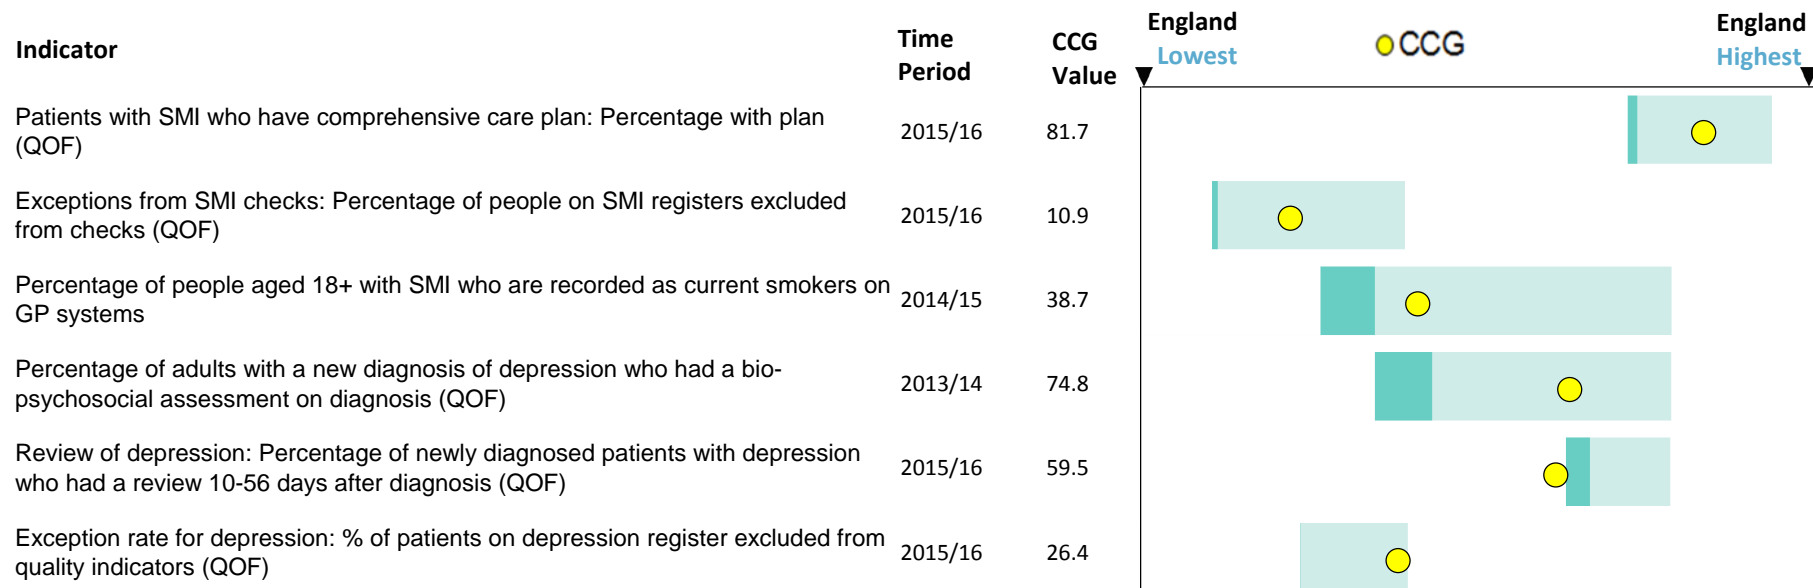 Indicator
Time
Period
CCG
Value
England
Lowest
CCG
England
Highest
Patients with SMI who have comprehensive care plan: Percentage with plan
(QOF)
2015/16
81.7
Exceptions from SMI checks: Percentage of people on SMI registers excluded
from checks (QOF)
2015/16
10.9
Percentage of people aged 18+ with SMI who are recorded as current smokers on
GP systems
2014/15
38.7
Percentage of adults with a new diagnosis of depression who had a bio-
psychosocial assessment on diagnosis (QOF)
2013/14
74.8
Review of depression: Percentage of newly diagnosed patients with depression
who had a review 10-56 days after diagnosis (QOF)
2015/16
59.5
Exception rate for depression: % of patients on depression register excluded from
quality indicators (QOF)
2015/16
26.4